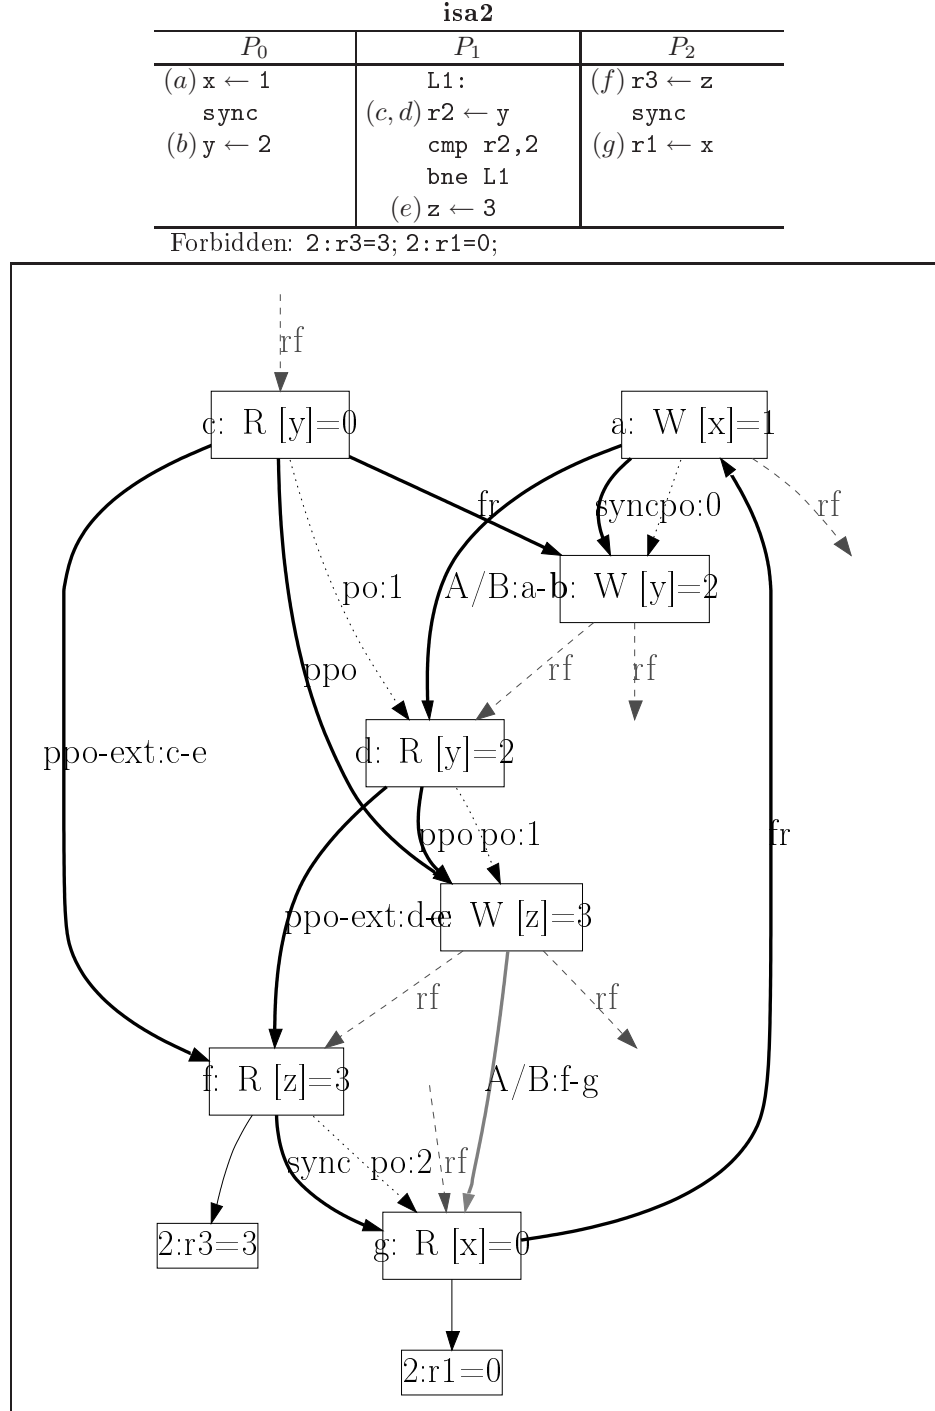 isa2
P0 P1 P2
(a) x ← 1 L1: (f) r3 ← z
sync (c, d) r2 ← y sync
(b) y ← 2 cmp r2,2 (g) r1 ← x
bne L1
(e) z ← 3
Forbidden: 2:r3=3; 2:r1=0;
rf
c: R [y]=0 a: W [x]=1
fr sync po:0 rf
po:1 A/B:a-b b: W [y]=2
ppo rf rf
ppo-ext:c-e d: R [y]=2
ppo po:1 fr
ppo-ext:d-e e: W [z]=3
rf rf
f: R [z]=3 A/B:f-g
sync po:2 rf
2:r3=3 g: R [x]=0
2:r1=0